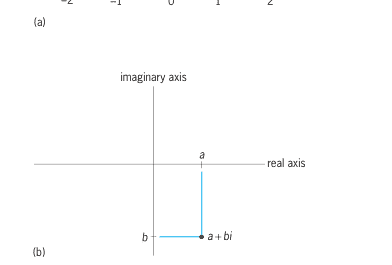 −2 −1 0 1 2
(a)
imaginary axis
a
real axis
b
a + bi
(b)